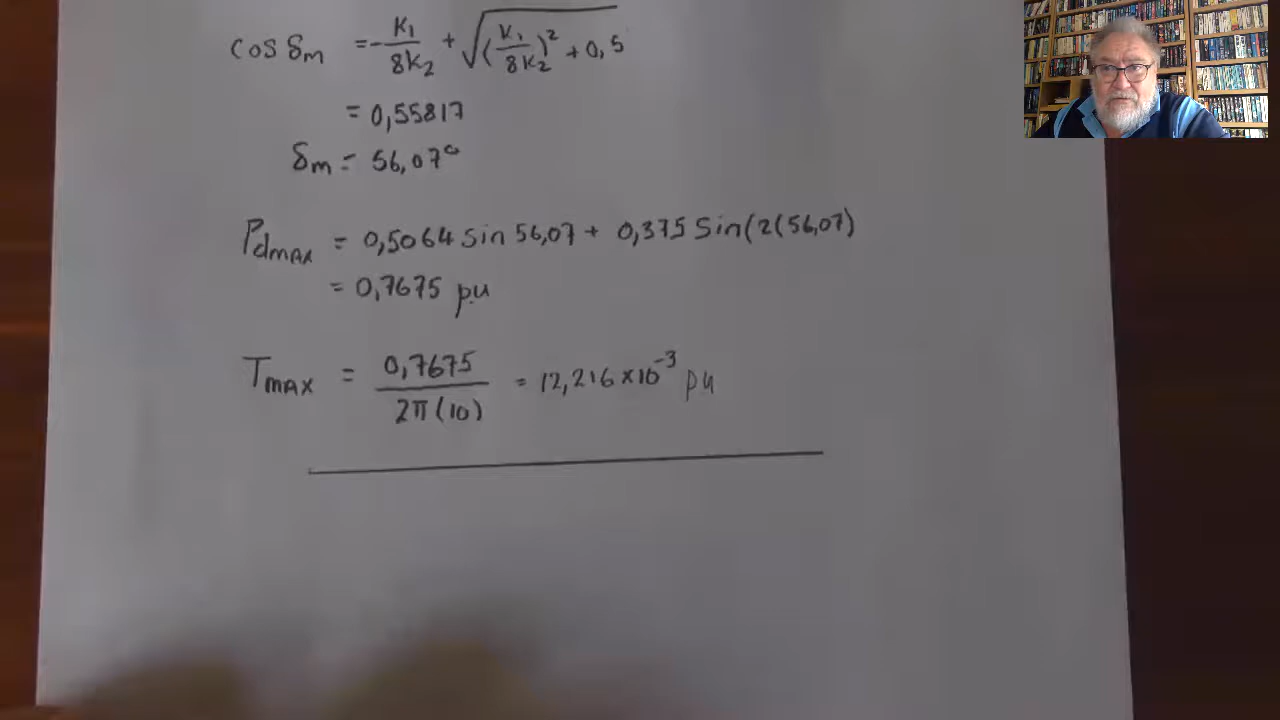 cos δm = -K1/8K2 + √((K1/8K2)² + 0,5
= 0,55817
δm = 56,07°
Pdmax = 0,5064 sin 56,07 + 0,375 sin(2(56,07)
= 0,7675 pu
Tmax = 0,7675/2π(10) = 12,216 × 10⁻³ pu